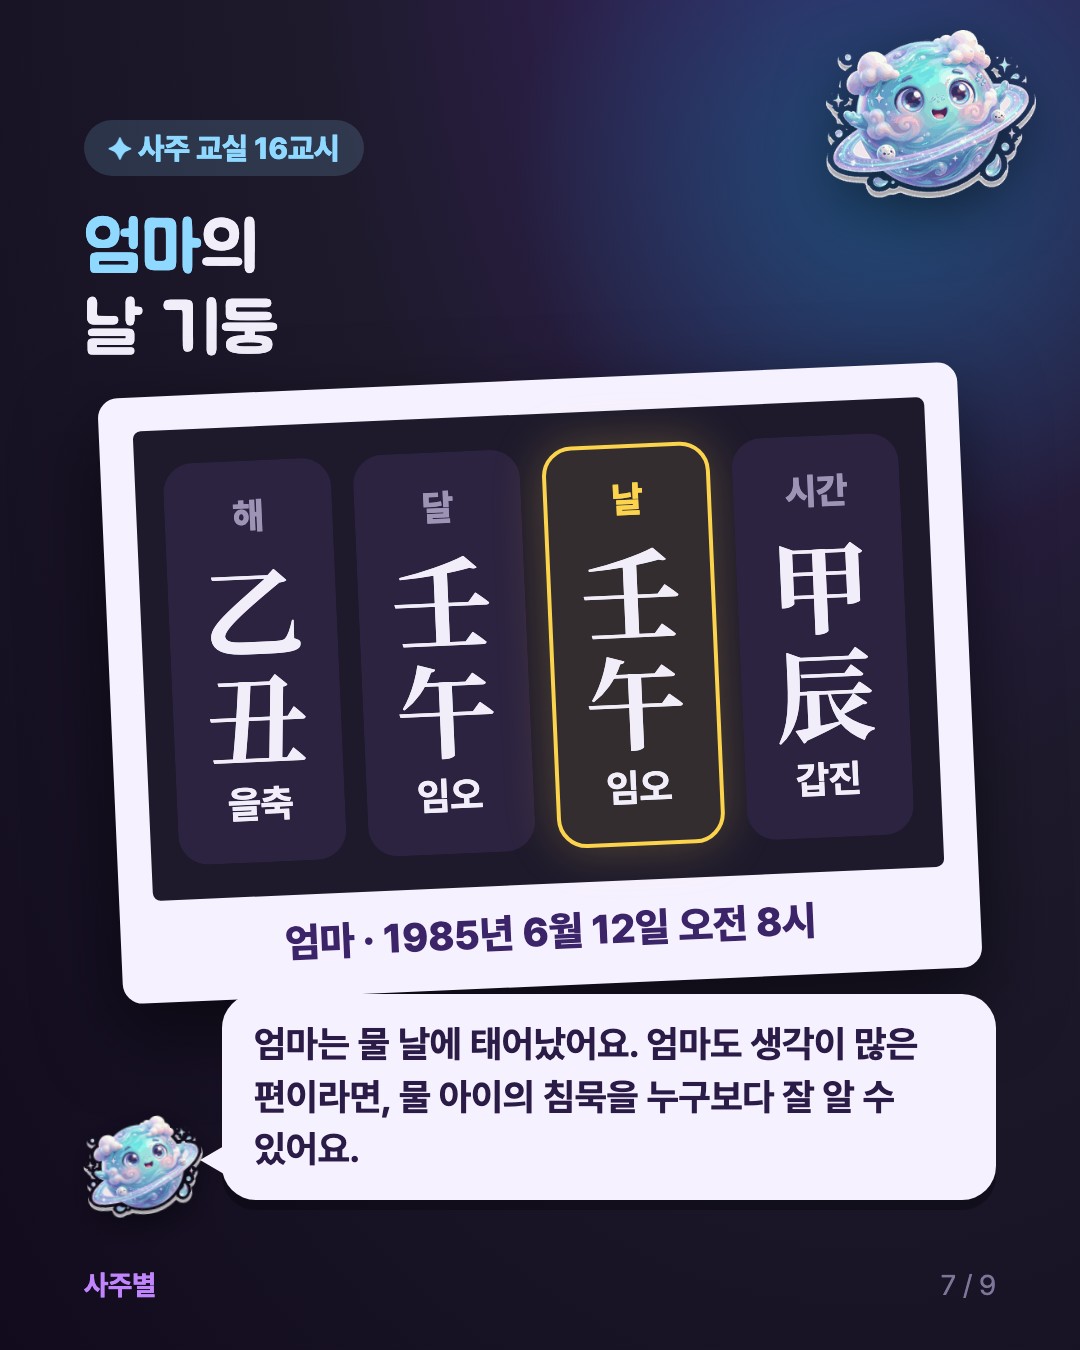 ✦ 사주 교실 16교시
엄마의
날 기둥
해
乙
丑
을축
달
壬
午
임오
날
壬
午
임오
시간
甲
辰
갑진
엄마 · 1985년 6월 12일 오전 8시
엄마는 물 날에 태어났어요. 엄마도 생각이 많은
편이라면, 물 아이의 침묵을 누구보다 잘 알 수
있어요.
사주별
7 / 9